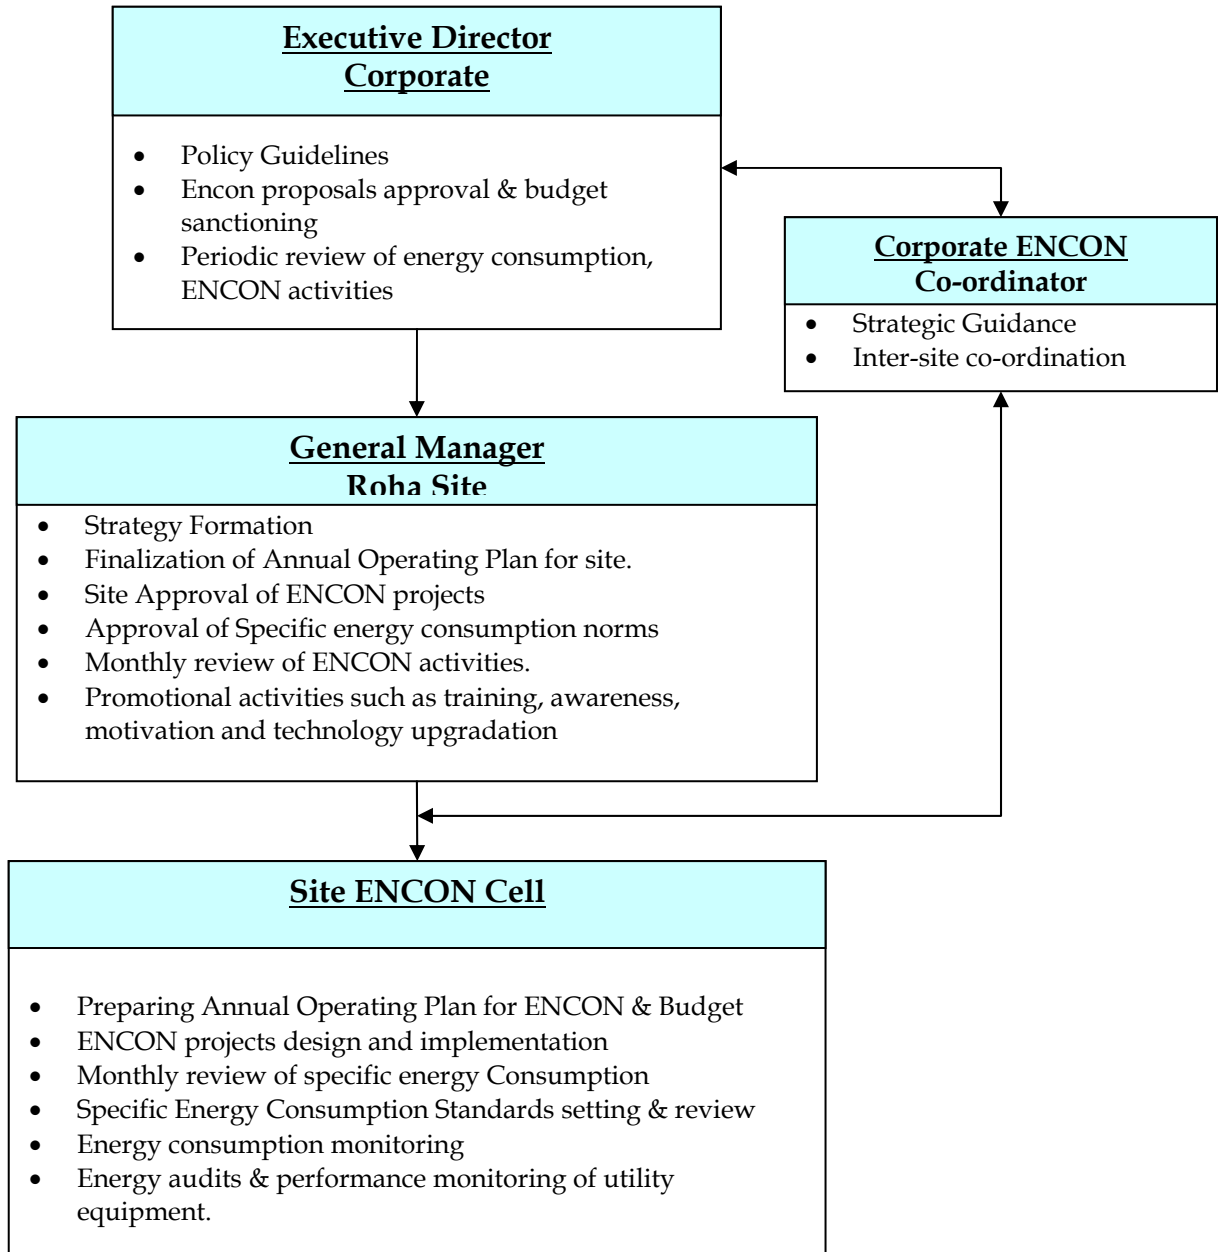 Executive Director
Corporate
• Policy Guidelines
• Encon proposals approval & budget
sanctioning
• Periodic review of energy consumption,
ENCON activities
Corporate ENCON
Co-ordinator
• Strategic Guidance
• Inter-site co-ordination
General Manager
Roha Site
• Strategy Formation
• Finalization of Annual Operating Plan for site.
• Site Approval of ENCON projects
• Approval of Specific energy consumption norms
• Monthly review of ENCON activities.
• Promotional activities such as training, awareness,
motivation and technology upgradation
Site ENCON Cell
• Preparing Annual Operating Plan for ENCON & Budget
• ENCON projects design and implementation
• Monthly review of specific energy Consumption
• Specific Energy Consumption Standards setting & review
• Energy consumption monitoring
• Energy audits & performance monitoring of utility
equipment.